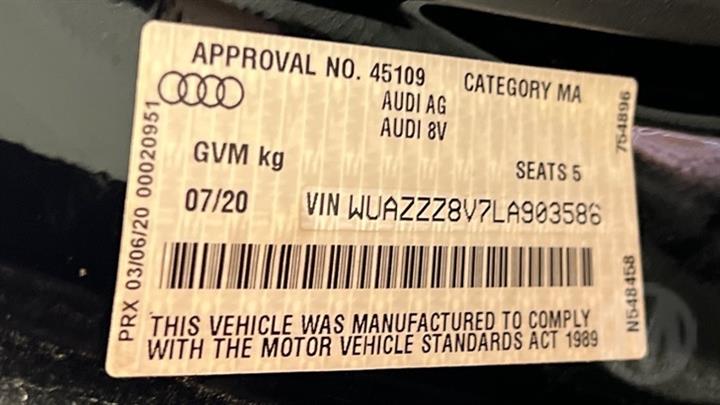 APPROVAL NO. 45109 CATEGORY MA
AUDI AG
AUDI 8V
GVM kg SEATS 5
07/20 VIN WUAZZZ8V7LA903586
THIS VEHICLE WAS MANUFACTURED TO COMPLY
WITH THE MOTOR VEHICLE STANDARDS ACT 1989
PRX 03/06/20 00020951
754896
N548458